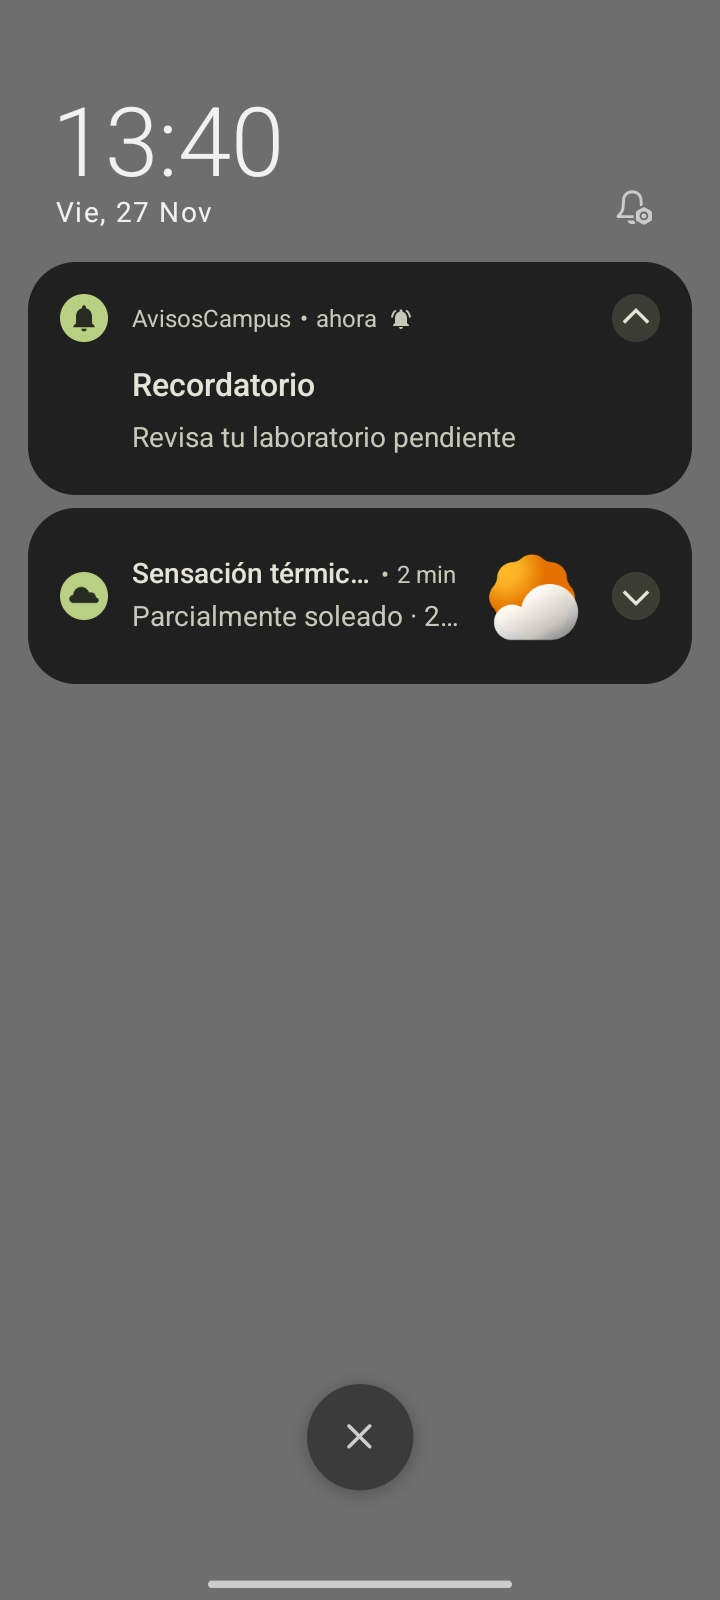 13:40
Vie, 27 Nov
AvisosCampus • ahora
Recordatorio
Revisa tu laboratorio pendiente
Sensación térmic… • 2 min
Parcialmente soleado · 2…